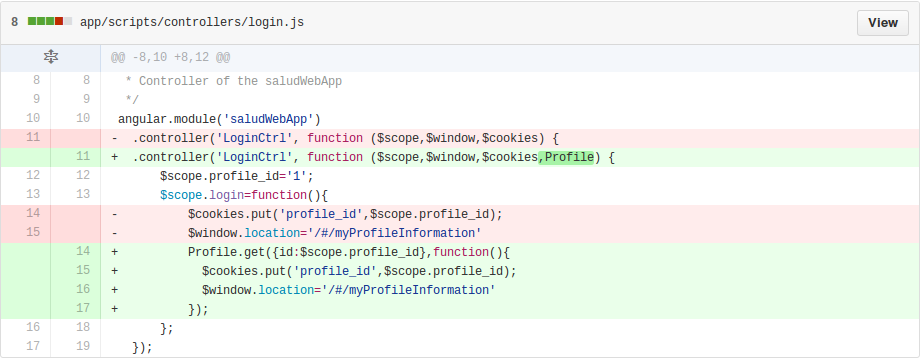 8 app/scripts/controllers/login.js View
@@ -8,10 +8,12 @@
8 8 * Controller of the saludWebApp
9 9 */
10 10 angular.module('saludWebApp')
11 - .controller('LoginCtrl', function ($scope,$window,$cookies) {
11 + .controller('LoginCtrl', function ($scope,$window,$cookies,Profile) {
12 12 $scope.profile_id='1';
13 13 $scope.login=function(){
14 - $cookies.put('profile_id',$scope.profile_id);
15 - $window.location='/#/myProfileInformation'
14 + Profile.get({id:$scope.profile_id},function(){
15 + $cookies.put('profile_id',$scope.profile_id);
16 + $window.location='/#/myProfileInformation'
17 + });
16 18 };
17 19 });